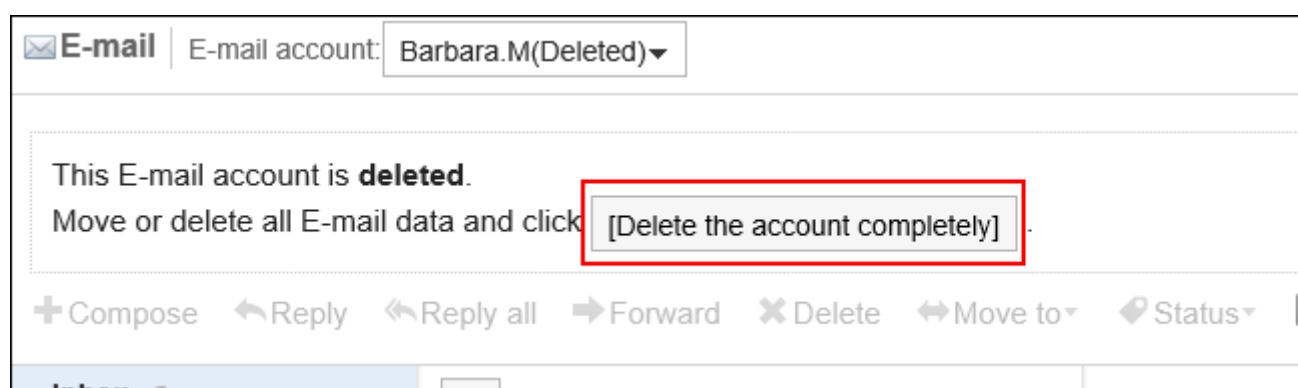 E-mail E-mail account: Barbara.M(Deleted)
This E-mail account is deleted.
Move or delete all E-mail data and click [Delete the account completely] .
Compose Reply Reply all Forward Delete Move to Status